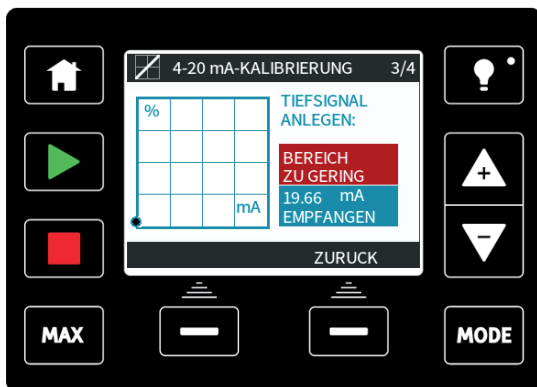 4-20 mA-KALIBRIERUNG 3/4
%
mA
TIEFSIGNAL
ANLEGEN:
BEREICH
ZU GERING
19.66 mA
EMPFANGEN
ZURUCK
+
-
MAX
MODE